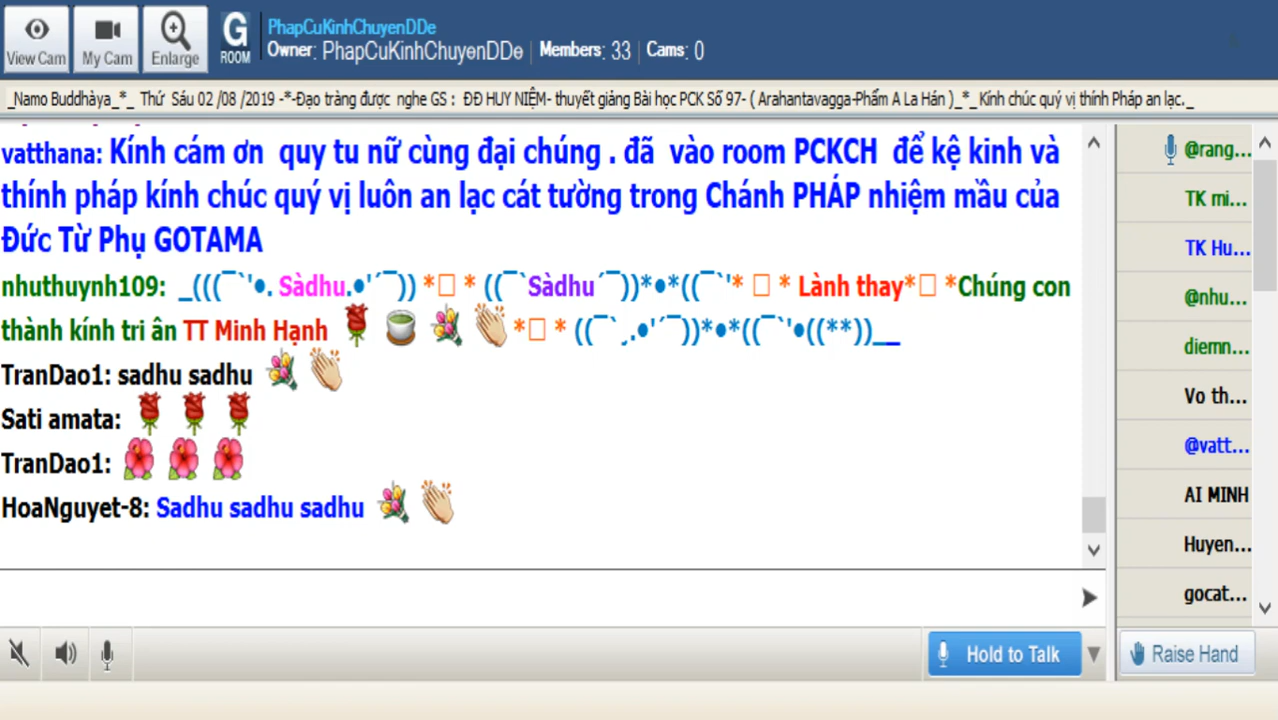 PhapCuKinhChuyenDDe
Owner: PhapCuKinhChuyenDDe | Members: 33 | Cams: 0
View Cam
My Cam
Enlarge
G
ROOM
_Namo Buddhàya_*_ Thứ Sáu 02 /08 /2019 -*-Đạo tràng được nghe GS : ĐĐ HUY NIỆM- thuyết giảng Bài học PCK Số 97- ( Arahantavagga-Phẩm A La Hán )_*_ Kính chúc quý vị thính Pháp an lạc._
vatthana: Kính cám ơn quy tu nữ cùng đại chúng . đã vào room PCKCH để kệ kinh và
thính pháp kính chúc quý vị luôn an lạc cát tường trong Chánh PHÁP nhiệm mầu của
Đức Từ Phụ GOTAMA
nhuthuynh109: _(((¯`'•. Sàdhu.•'´¯)) *□ * ((¯`Sàdhu´¯))*•*((¯`'* □ * Lành thay*□ *Chúng con
thành kính tri ân TT Minh Hạnh 🌹 🍵 💐 👏 *□ * ((¯` ¸.•'´¯))*•*((¯`'•((**))__
TranDao1: sadhu sadhu 💐 👏
Sati amata: 🌹 🌹 🌹
TranDao1: 🌺 🌺 🌺
HoaNguyet-8: Sadhu sadhu sadhu 💐 👏
@rang...
TK mi...
TK Hu...
@nhu...
diemn...
Vo th...
@vatt...
AI MINH
Huyen...
gocat...
Hold to Talk
Raise Hand